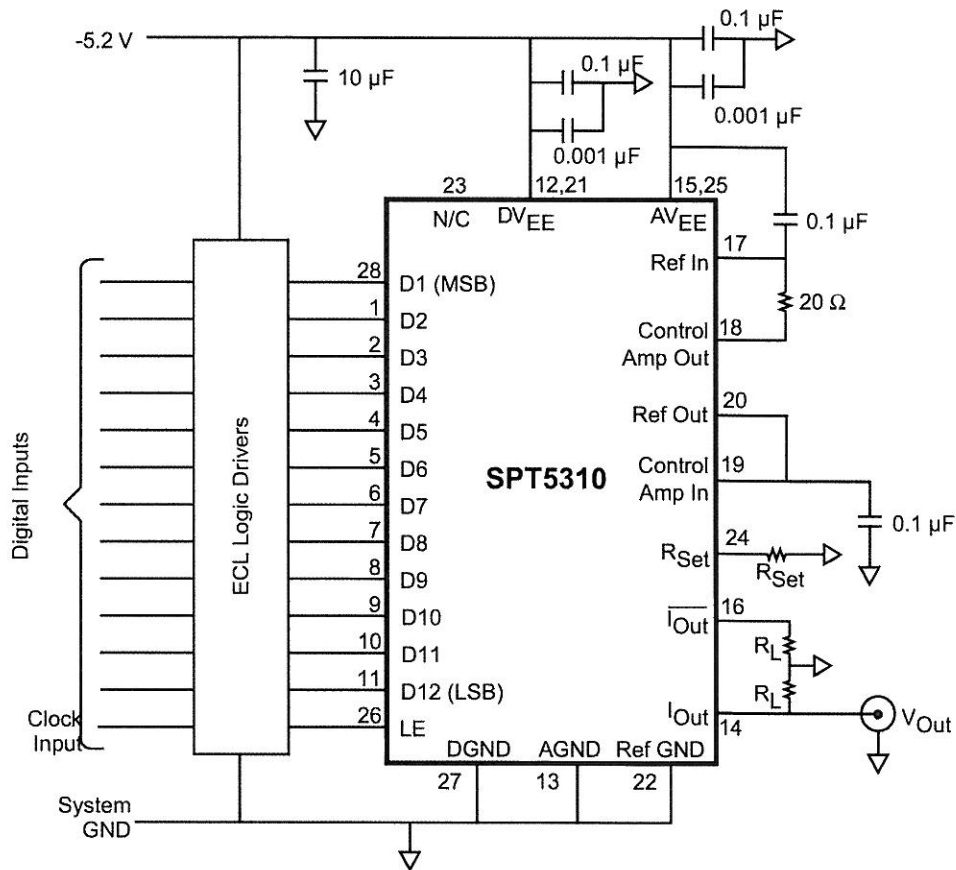 -5.2 V
10 µF
0.1 µF
0.001 µF
0.1 µF
0.001 µF
23
N/C
12,21
DVEE
15,25
AVEE
0.1 µF
17
Ref In
20 Ω
18
Control
Amp Out
20
Ref Out
19
Control
Amp In
0.1 µF
24
RSet
RSet
16
IOut
RL
RL
IOut
14
VOut
SPT5310
Digital Inputs
ECL Logic Drivers
28
D1 (MSB)
1
D2
2
D3
3
D4
4
D5
5
D6
6
D7
7
D8
8
D9
9
D10
10
D11
11
D12 (LSB)
26
LE
Clock
Input
DGND
AGND
Ref GND
27
13
22
System
GND